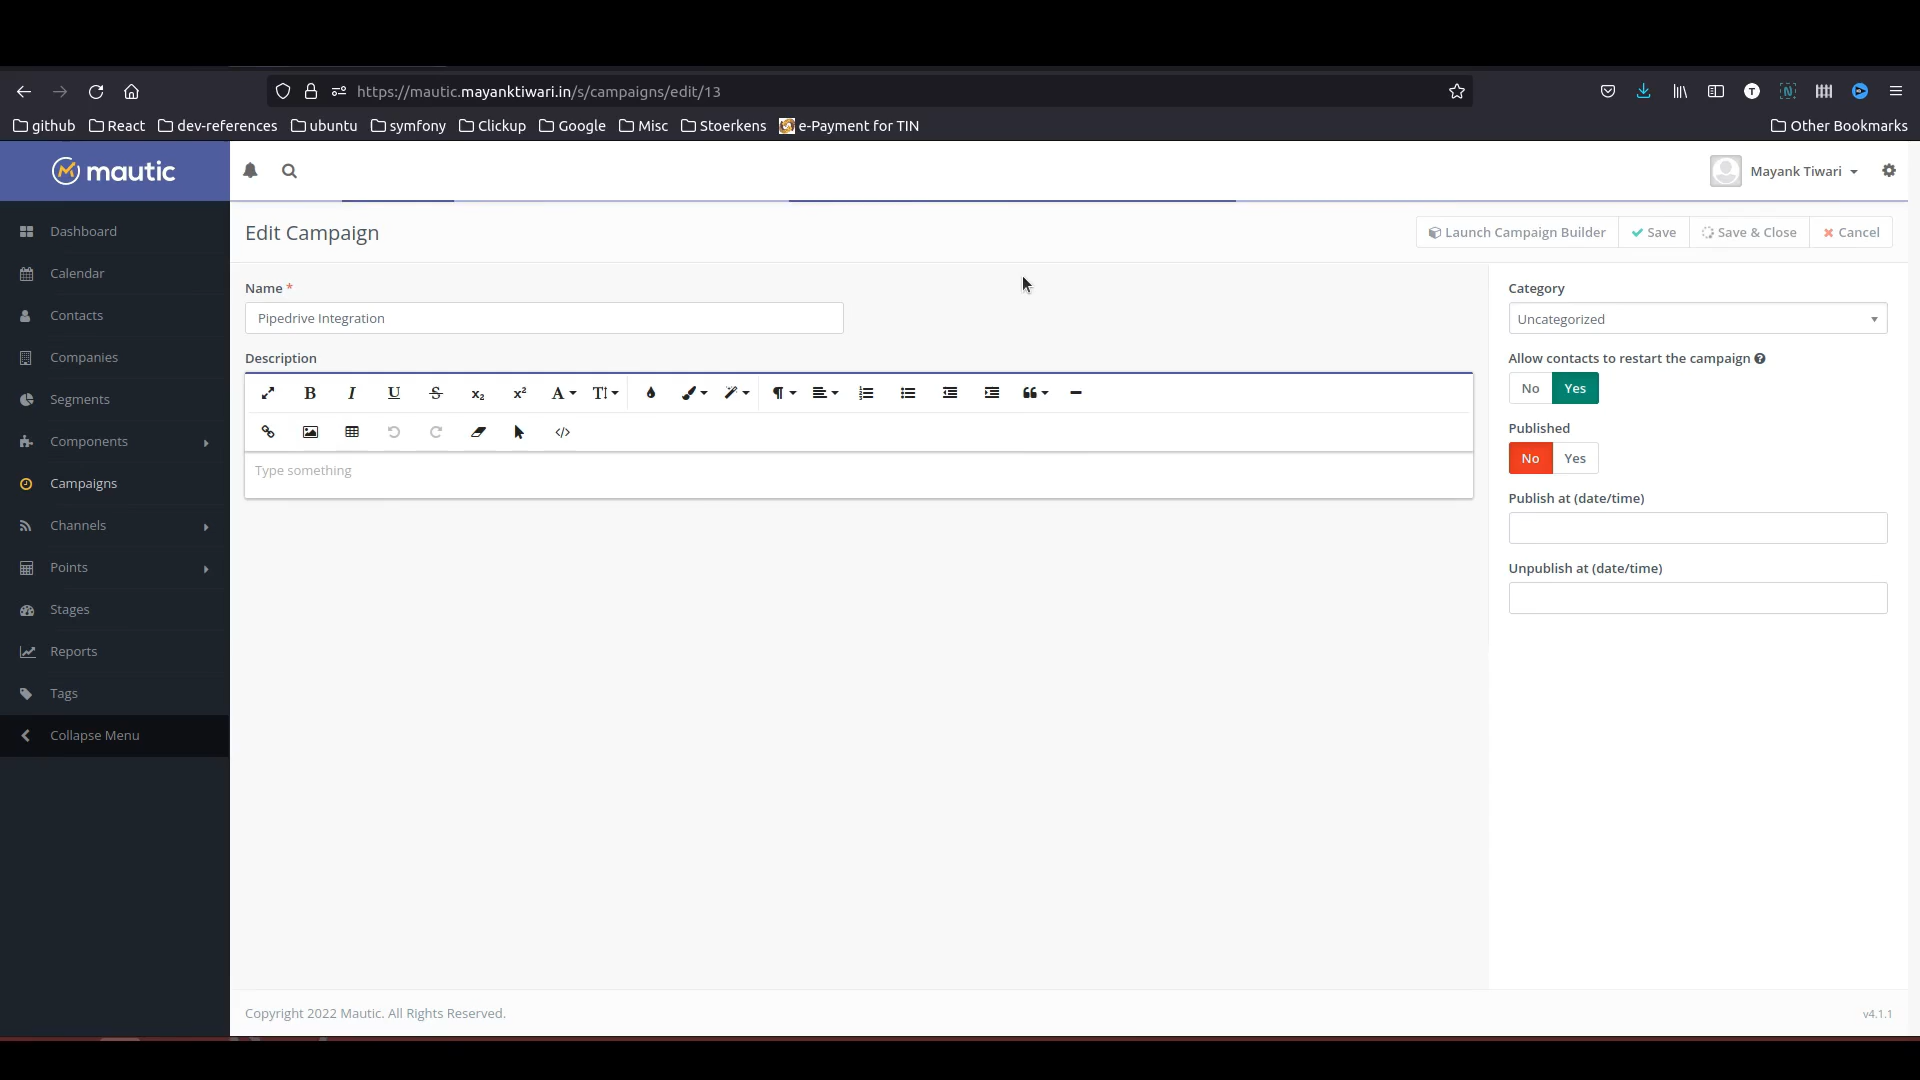 https://mautic.mayanktiwari.in/s/campaigns/edit/13
github React dev-references ubuntu symfony Clickup Google Misc Stoerkens e-Payment for TIN Other Bookmarks
mautic
Mayank Tiwari
Dashboard
Calendar
Contacts
Companies
Segments
Components
Campaigns
Channels
Points
Stages
Reports
Tags
Collapse Menu
Edit Campaign
Launch Campaign Builder Save Save & Close Cancel
Name *
Pipedrive Integration
Description
Type something
Category
Uncategorized
Allow contacts to restart the campaign
No Yes
Published
No Yes
Publish at (date/time)
Unpublish at (date/time)
Copyright 2022 Mautic. All Rights Reserved.
v4.1.1